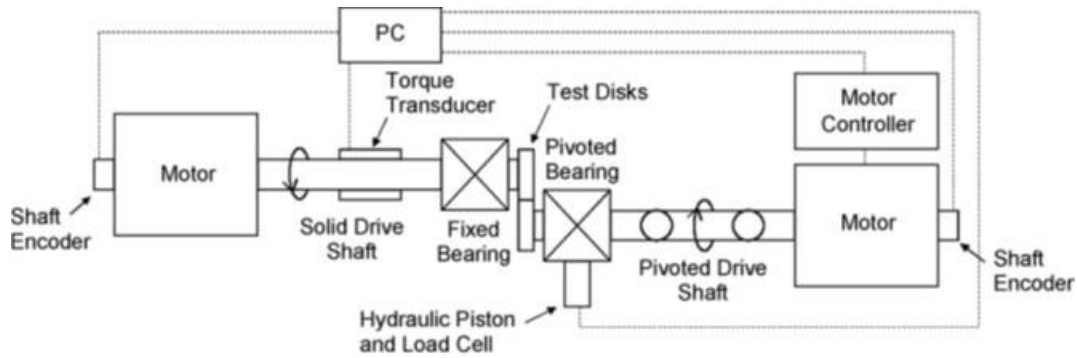 PC
Torque
Transducer
Test Disks
Motor
Controller
Motor
Pivoted
Bearing
Motor
Shaft
Encoder
Solid Drive
Shaft
Fixed
Bearing
Pivoted Drive
Shaft
Shaft
Encoder
Hydraulic Piston
and Load Cell